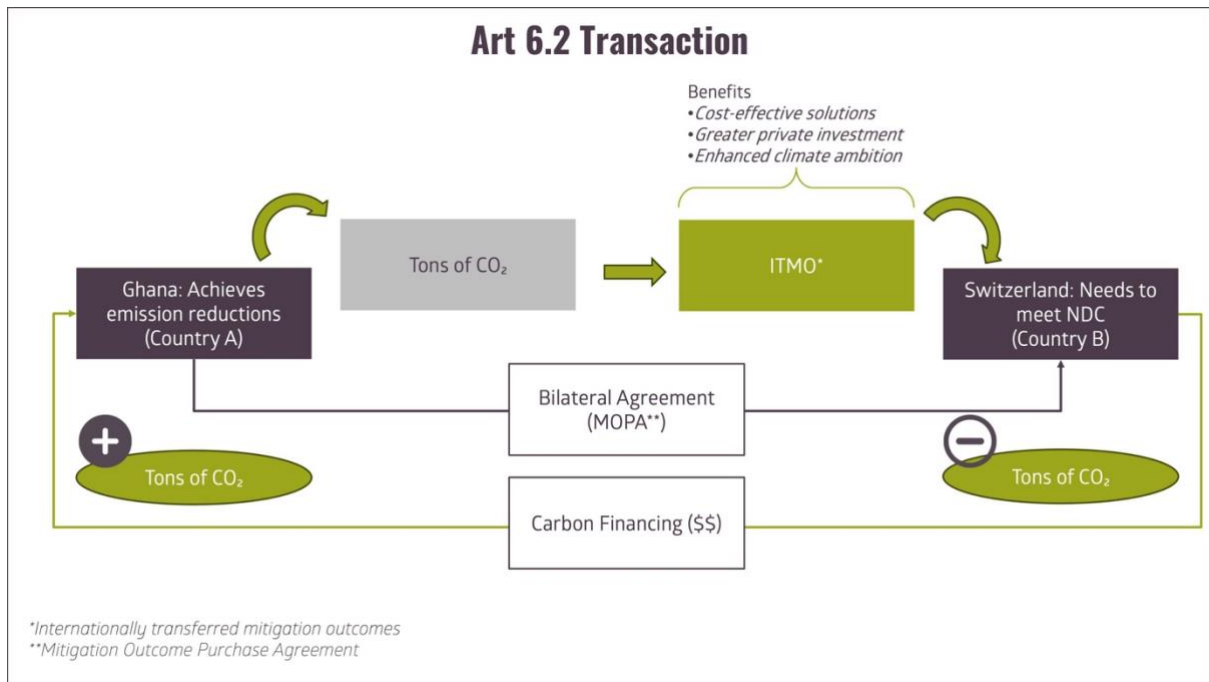 Art 6.2 Transaction
Benefits
•Cost-effective solutions
•Greater private investment
•Enhanced climate ambition
Tons of CO₂
ITMO*
Ghana: Achieves
emission reductions
(Country A)
Switzerland: Needs to
meet NDC
(Country B)
Bilateral Agreement
(MOPA**)
+
Tons of CO₂
−
Tons of CO₂
Carbon Financing ($$)
*Internationally transferred mitigation outcomes
**Mitigation Outcome Purchase Agreement